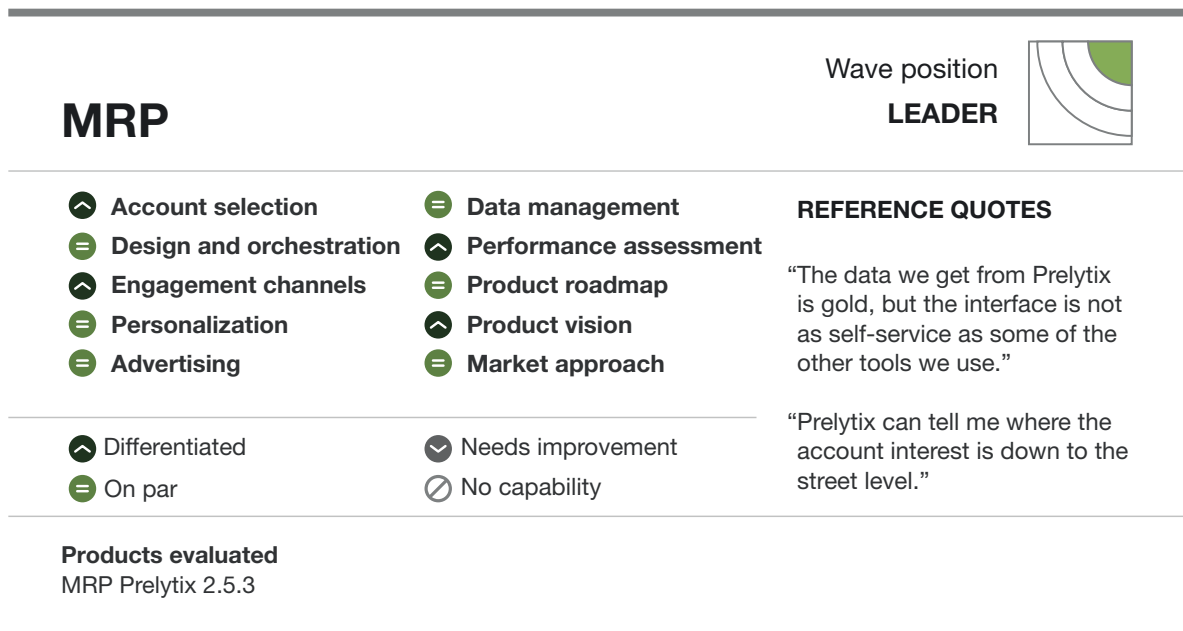 Wave position
LEADER
MRP
Account selection
Design and orchestration
Engagement channels
Personalization
Advertising
Data management
Performance assessment
Product roadmap
Product vision
Market approach
Differentiated
On par
Needs improvement
No capability
REFERENCE QUOTES
“The data we get from Prelytix
is gold, but the interface is not
as self-service as some of the
other tools we use.”
“Prelytix can tell me where the
account interest is down to the
street level.”
Products evaluated
MRP Prelytix 2.5.3